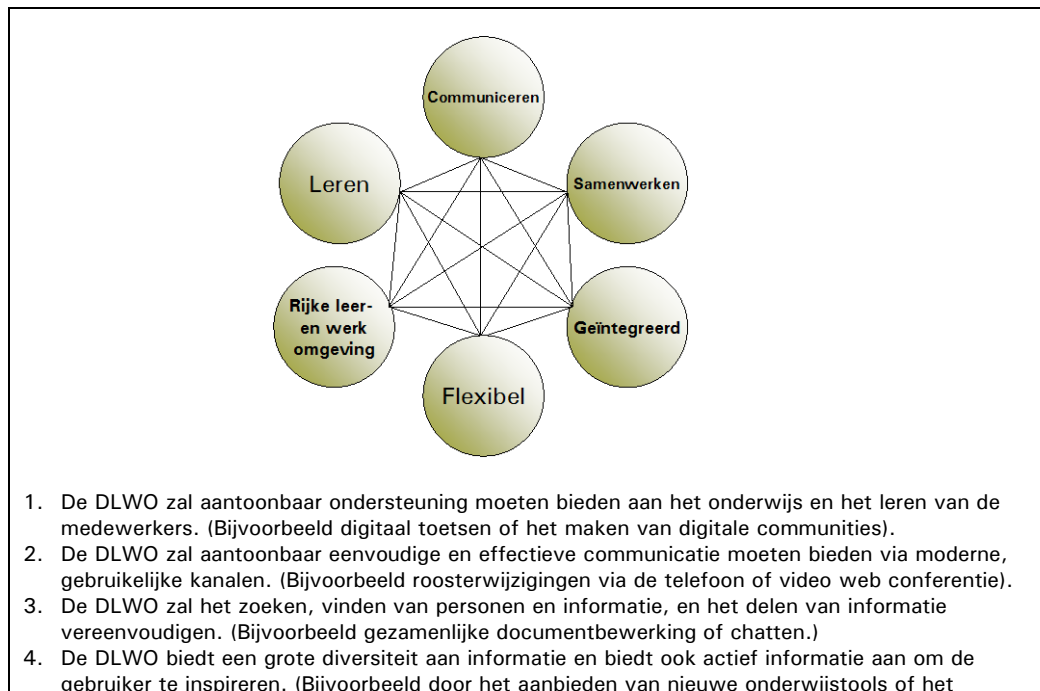 Communiceren
Leren
Samenwerken
Rijke leer-
en werk
omgeving
Geïntegreerd
Flexibel
1. De DLWO zal aantoonbaar ondersteuning moeten bieden aan het onderwijs en het leren van de
medewerkers. (Bijvoorbeeld digitaal toetsen of het maken van digitale communities).
2. De DLWO zal aantoonbaar eenvoudige en effectieve communicatie moeten bieden via moderne,
gebruikelijke kanalen. (Bijvoorbeeld roosterwijzigingen via de telefoon of video web conferentie).
3. De DLWO zal het zoeken, vinden van personen en informatie, en het delen van informatie
vereenvoudigen. (Bijvoorbeeld gezamenlijke documentbewerking of chatten.)
4. De DLWO biedt een grote diversiteit aan informatie en biedt ook actief informatie aan om de
gebruiker te inspireren. (Bijvoorbeeld door het aanbieden van nieuwe onderwijstools of het